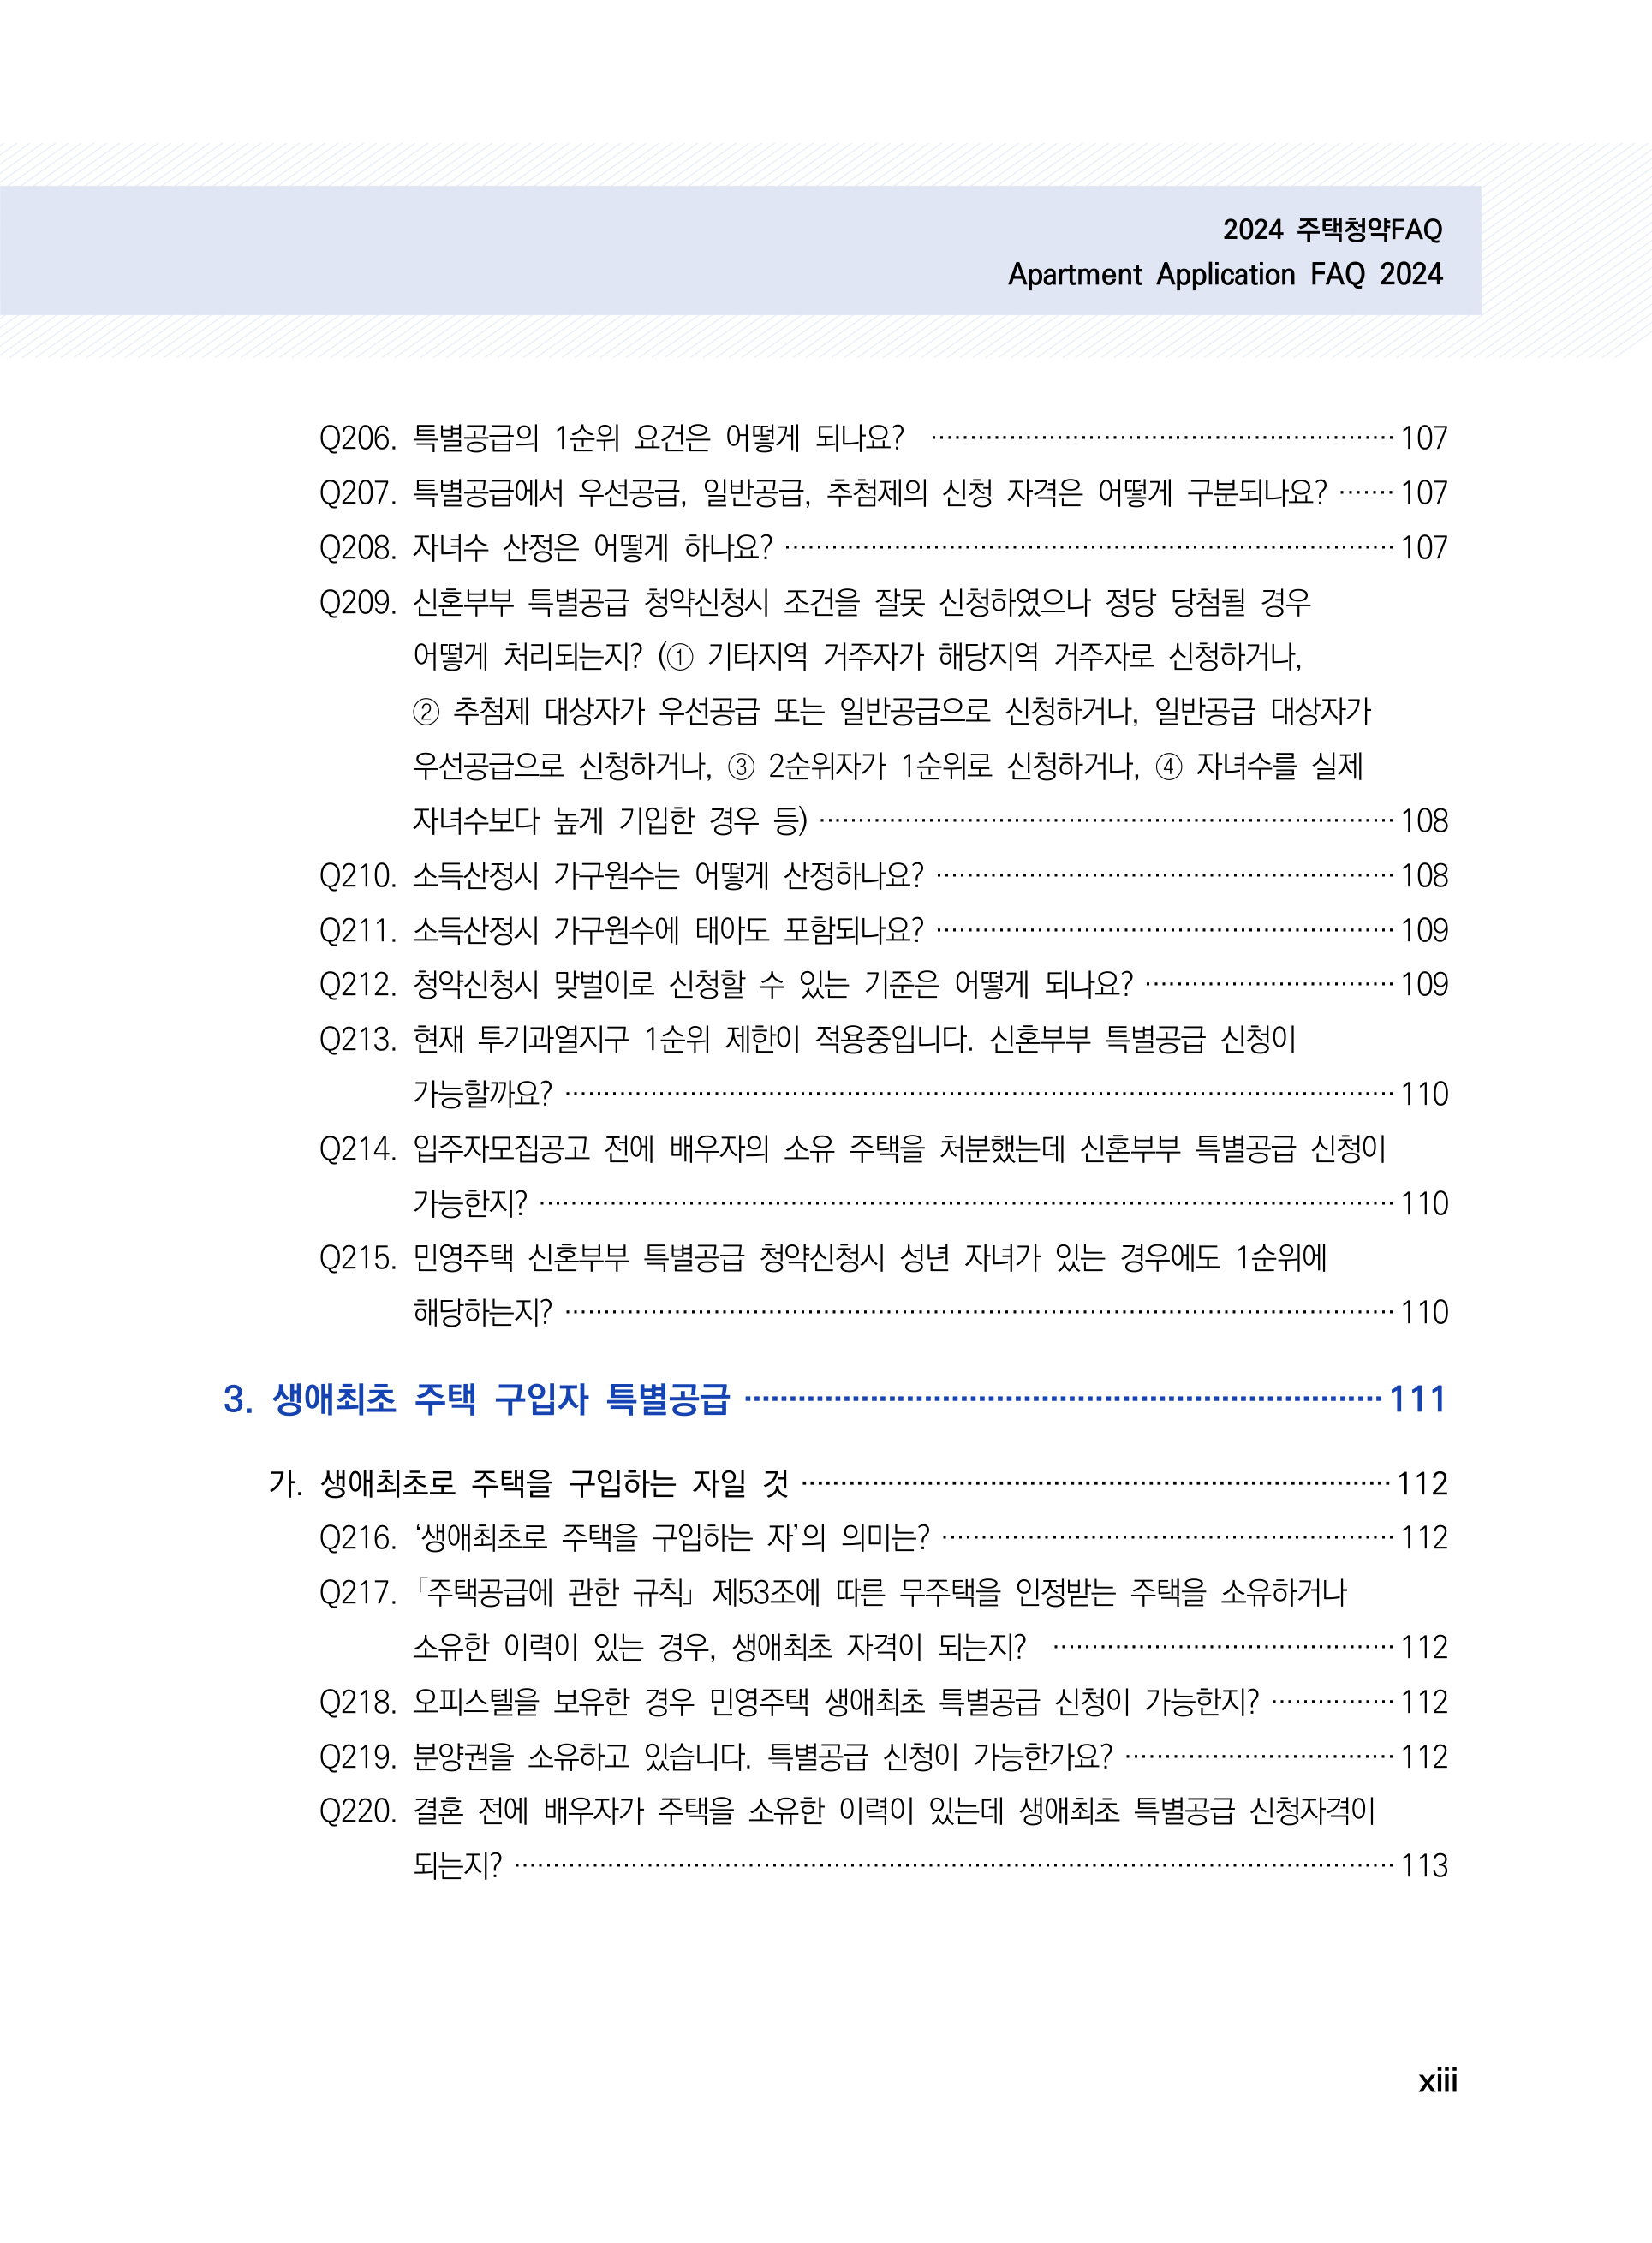 2024 주택청약FAQ
Apartment Application FAQ 2024
Q206. 특별공급의 1순위 요건은 어떻게 되나요? ········ 107
Q207. 특별공급에서 우선공급, 일반공급, 추첨제의 신청 자격은 어떻게 구분되나요? ······· 107
Q208. 자녀수 산정은 어떻게 하나요? ········ 107
Q209. 신혼부부 특별공급 청약신청시 조건을 잘못 신청하였으나 정당 당첨될 경우
어떻게 처리되는지? (① 기타지역 거주자가 해당지역 거주자로 신청하거나,
② 추첨제 대상자가 우선공급 또는 일반공급으로 신청하거나, 일반공급 대상자가
우선공급으로 신청하거나, ③ 2순위자가 1순위로 신청하거나, ④ 자녀수를 실제
자녀수보다 높게 기입한 경우 등) ········ 108
Q210. 소득산정시 가구원수는 어떻게 산정하나요? ········ 108
Q211. 소득산정시 가구원수에 태아도 포함되나요? ········ 109
Q212. 청약신청시 맞벌이로 신청할 수 있는 기준은 어떻게 되나요? ········ 109
Q213. 현재 투기과열지구 1순위 제한이 적용중입니다. 신혼부부 특별공급 신청이
가능할까요? ········ 110
Q214. 입주자모집공고 전에 배우자의 소유 주택을 처분했는데 신혼부부 특별공급 신청이
가능한지? ········ 110
Q215. 민영주택 신혼부부 특별공급 청약신청시 성년 자녀가 있는 경우에도 1순위에
해당하는지? ········ 110
3. 생애최초 주택 구입자 특별공급 ········ 111
가. 생애최초로 주택을 구입하는 자일 것 ········ 112
Q216. ‘생애최초로 주택을 구입하는 자’의 의미는? ········ 112
Q217. 「주택공급에 관한 규칙」 제53조에 따른 무주택을 인정받는 주택을 소유하거나
소유한 이력이 있는 경우, 생애최초 자격이 되는지? ········ 112
Q218. 오피스텔을 보유한 경우 민영주택 생애최초 특별공급 신청이 가능한지? ········ 112
Q219. 분양권을 소유하고 있습니다. 특별공급 신청이 가능한가요? ········ 112
Q220. 결혼 전에 배우자가 주택을 소유한 이력이 있는데 생애최초 특별공급 신청자격이
되는지? ········ 113
xiii